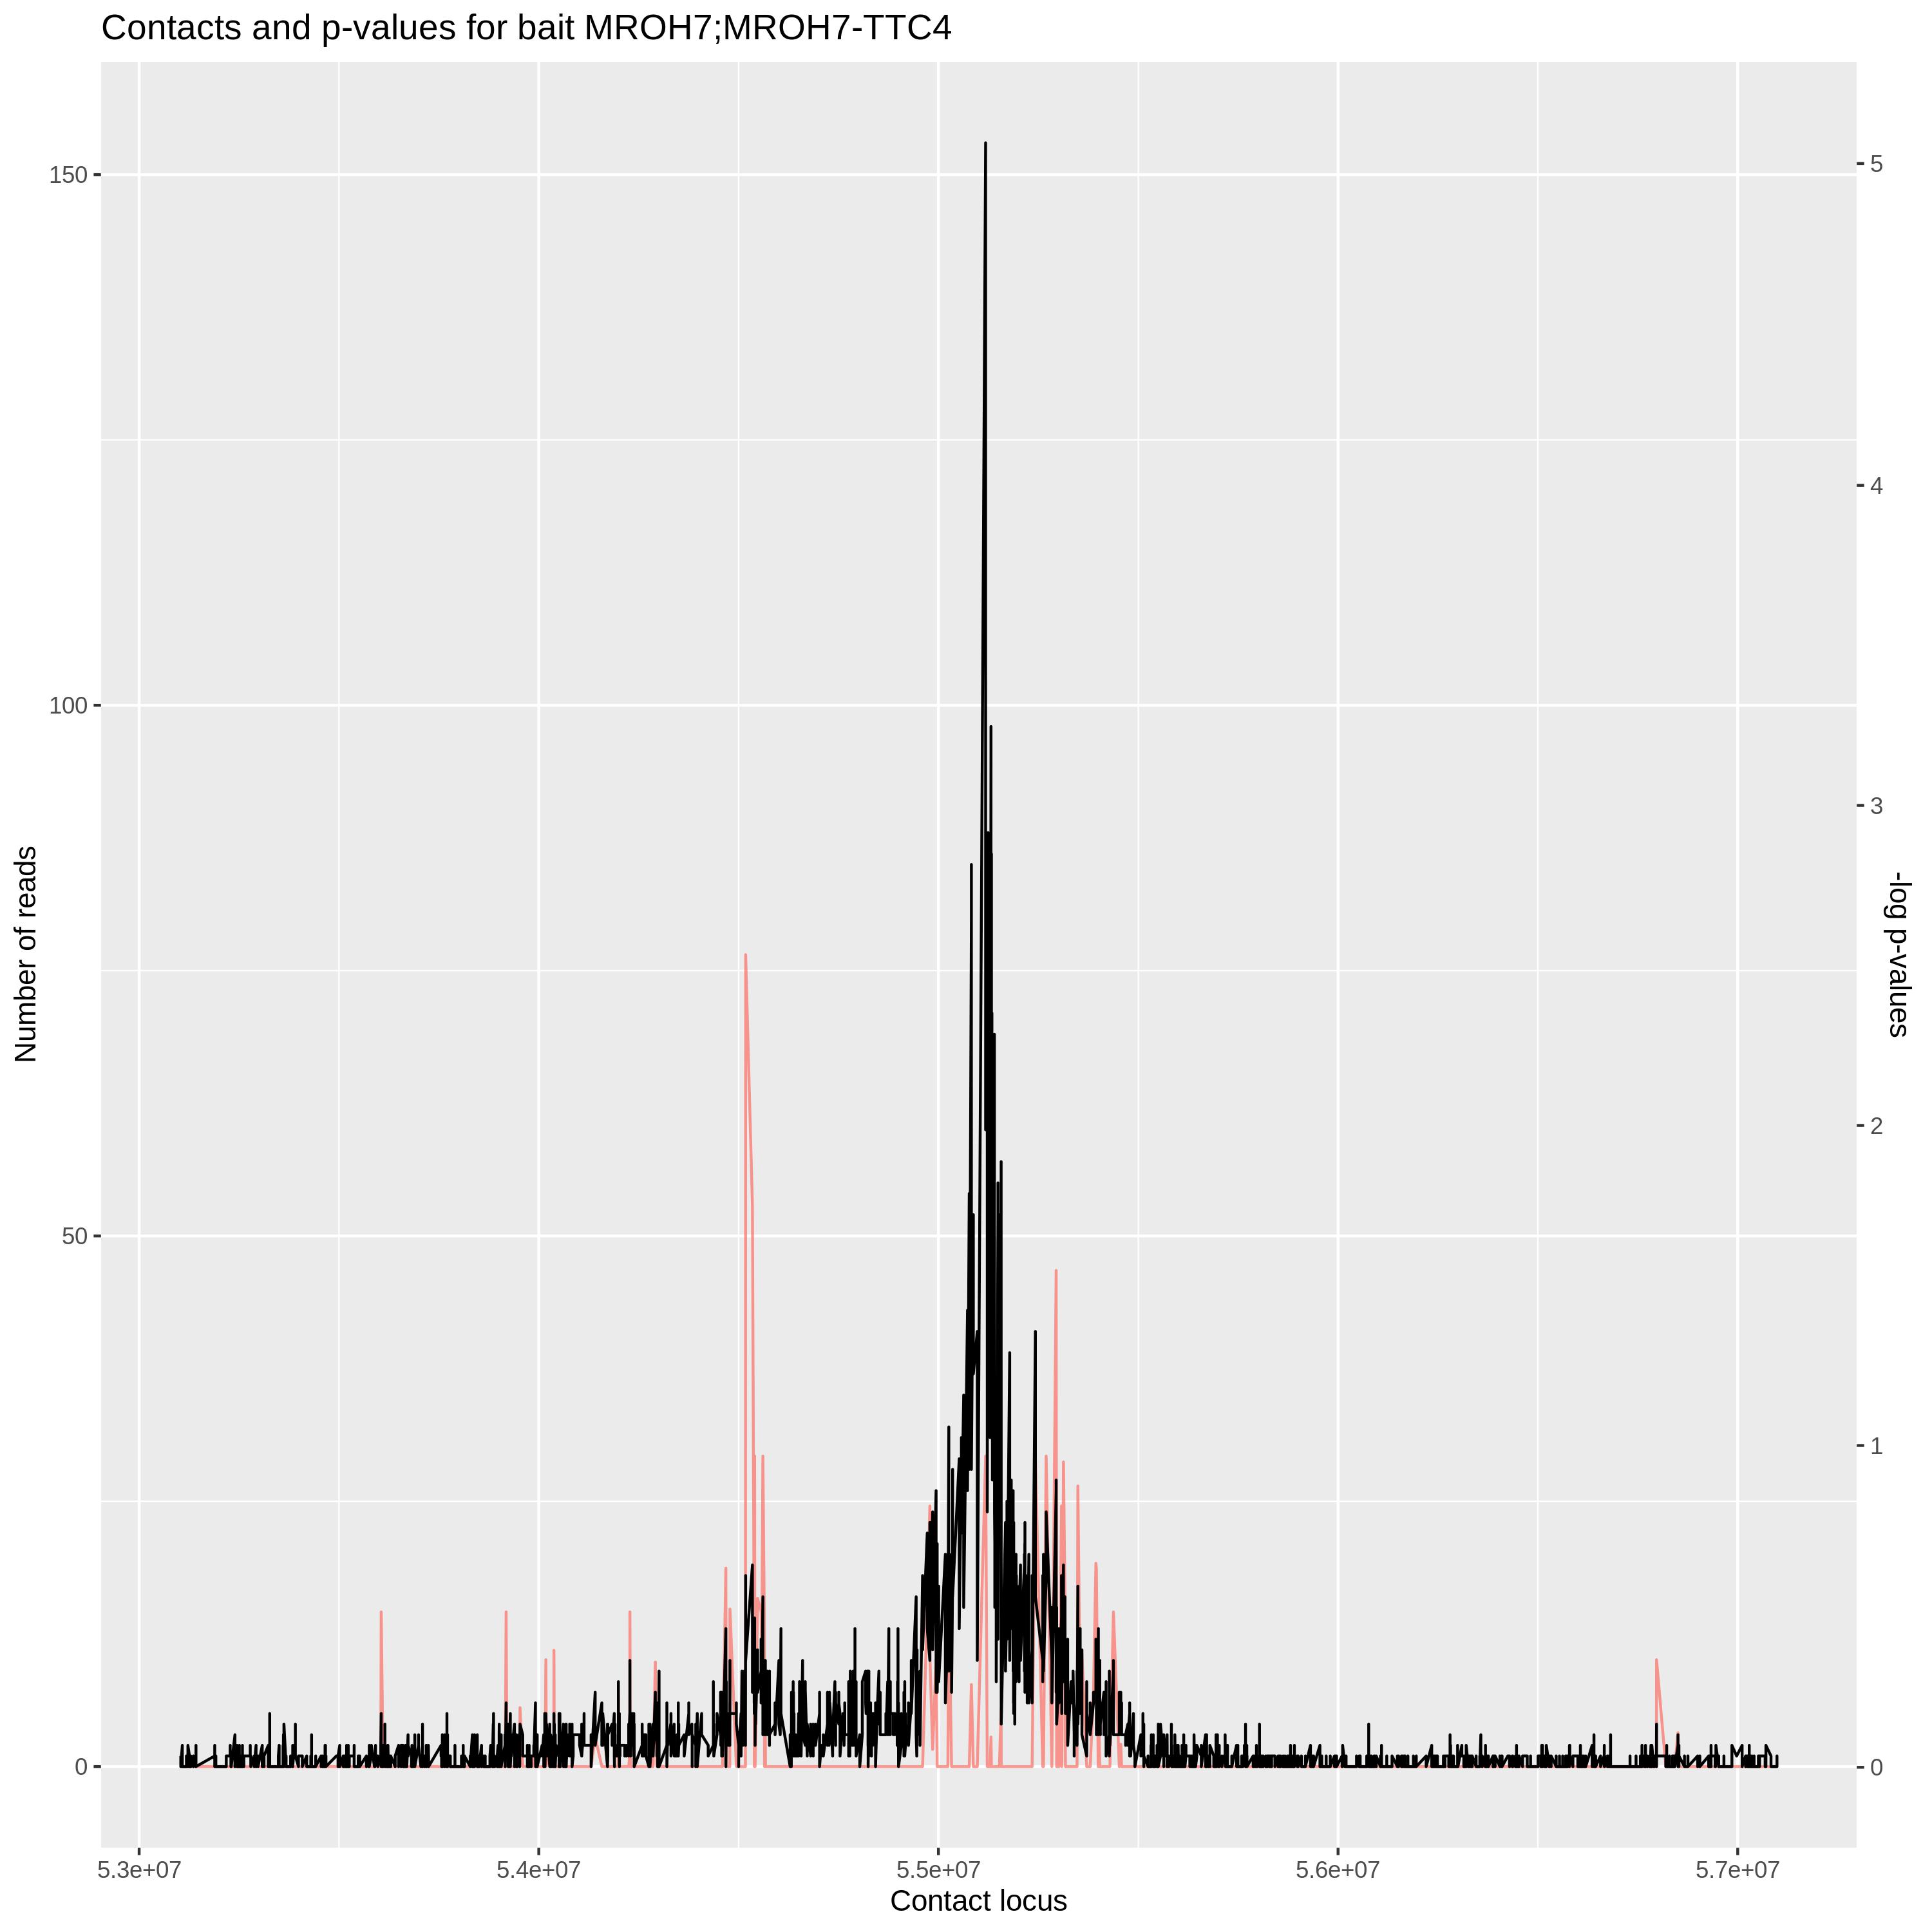 Contacts and p-values for bait MROH7;MROH7-TTC4
Number of reads
150
100
50
0
5
4
3
2
1
0
-log p-values
5.3e+07
5.4e+07
5.5e+07
5.6e+07
5.7e+07
Contact locus